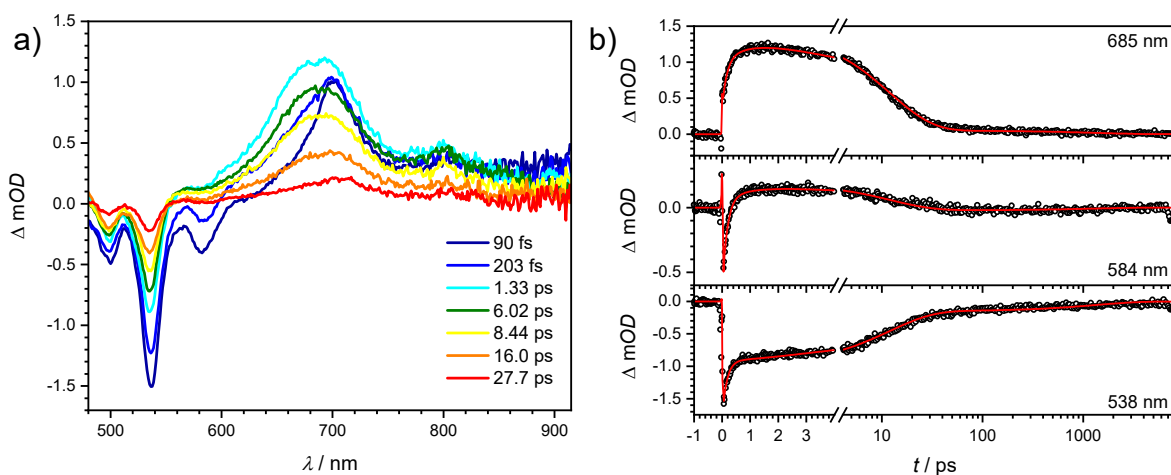 a)
1.5
1.0
0.5
0.0
-0.5
-1.0
-1.5
Δ mOD
90 fs
203 fs
1.33 ps
6.02 ps
8.44 ps
16.0 ps
27.7 ps
500 600 700 800 900
λ / nm
b)
685 nm
1.0
0.5
0.0
Δ mOD
584 nm
0.5
0.0
-0.5
Δ mOD
538 nm
0.0
-0.5
-1.0
-1.5
Δ mOD
-1 0 1 2 3 10 100 1000
t / ps